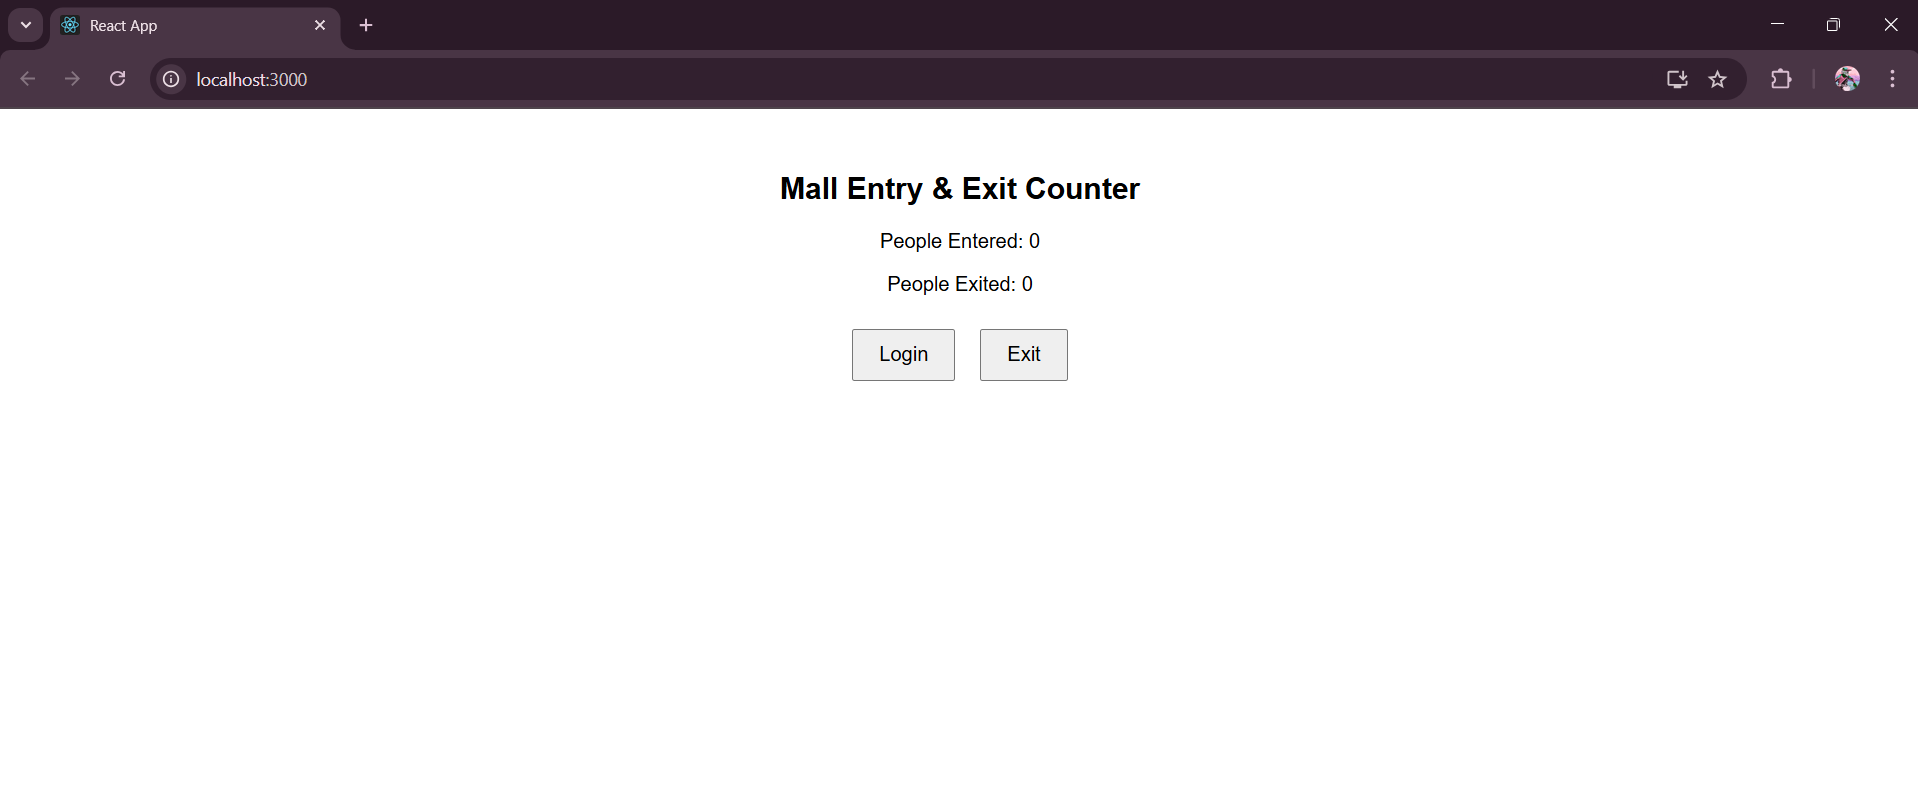 React App
localhost:3000
Mall Entry & Exit Counter
People Entered: 0
People Exited: 0
Login Exit